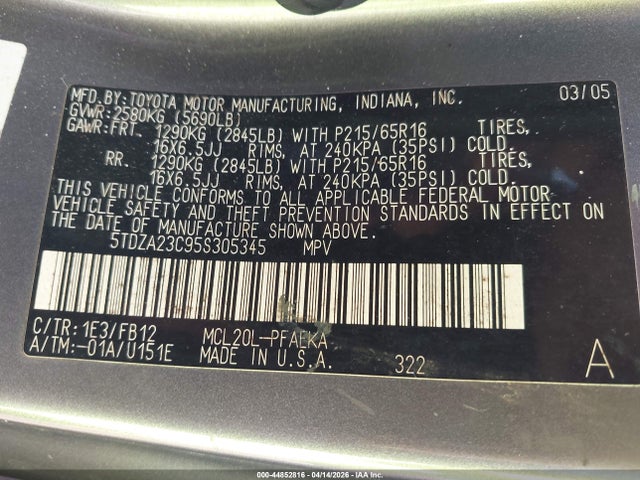 MFD. BY: TOYOTA MOTOR MANUFACTURING, INDIANA, INC. 03/05
GVWR: 2580KG (5690LB)
GAWR: FRT. 1290KG (2845LB) WITH P215/65R16 TIRES,
16X6.5JJ RIMS, AT 240KPA (35PSI) COLD.
RR. 1290KG (2845LB) WITH P215/65R16 TIRES,
16X6.5JJ RIMS, AT 240KPA (35PSI) COLD.
THIS VEHICLE CONFORMS TO ALL APPLICABLE FEDERAL MOTOR
VEHICLE SAFETY AND THEFT PREVENTION STANDARDS IN EFFECT ON
THE DATE OF MANUFACTURE SHOWN ABOVE.
5TDZA23C95S305345 MPV
C/TR: 1E3/FB12 MCL20L-PFAEKA
A/TM: -01A/U151E MADE IN U.S.A. 322 A
000-44852816 - 04/14/2026 - IAA Inc.